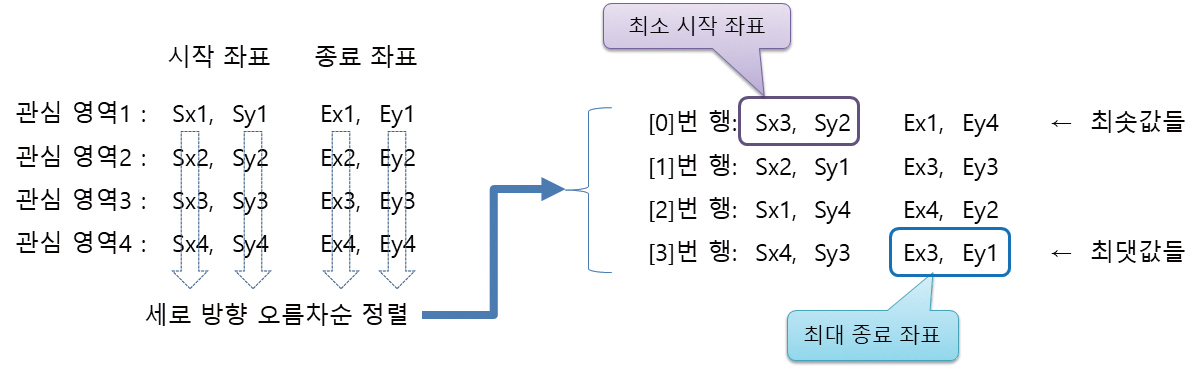 시작 좌표 종료 좌표
관심 영역1 : Sx1, Sy1 Ex1, Ey1
관심 영역2 : Sx2, Sy2 Ex2, Ey2
관심 영역3 : Sx3, Sy3 Ex3, Ey3
관심 영역4 : Sx4, Sy4 Ex4, Ey4
세로 방향 오름차순 정렬
최소 시작 좌표
[0]번 행: Sx3, Sy2 Ex1, Ey4 ← 최솟값들
[1]번 행: Sx2, Sy1 Ex3, Ey3
[2]번 행: Sx1, Sy4 Ex4, Ey2
[3]번 행: Sx4, Sy3 Ex3, Ey1 ← 최댓값들
최대 종료 좌표